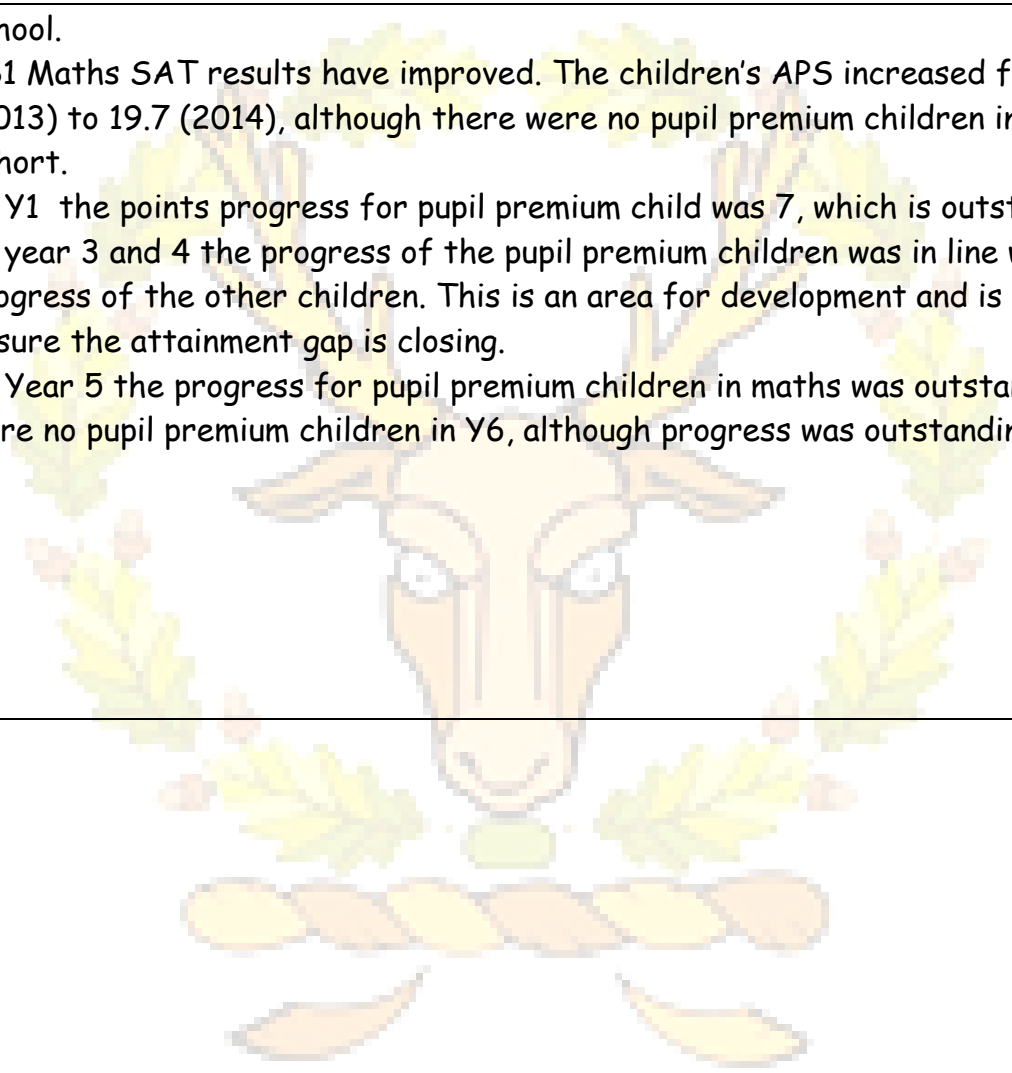 hool.
1 Maths SAT results have improved. The children's APS increased f
013) to 19.7 (2014), although there were no pupil premium children in
hort.
Y1 the points progress for pupil premium child was 7, which is outst
year 3 and 4 the progress of the pupil premium children was in line w
ogress of the other children. This is an area for development and is
sure the attainment gap is closing.
Year 5 the progress for pupil premium children in maths was outsta
re no pupil premium children in Y6, although progress was outstandin